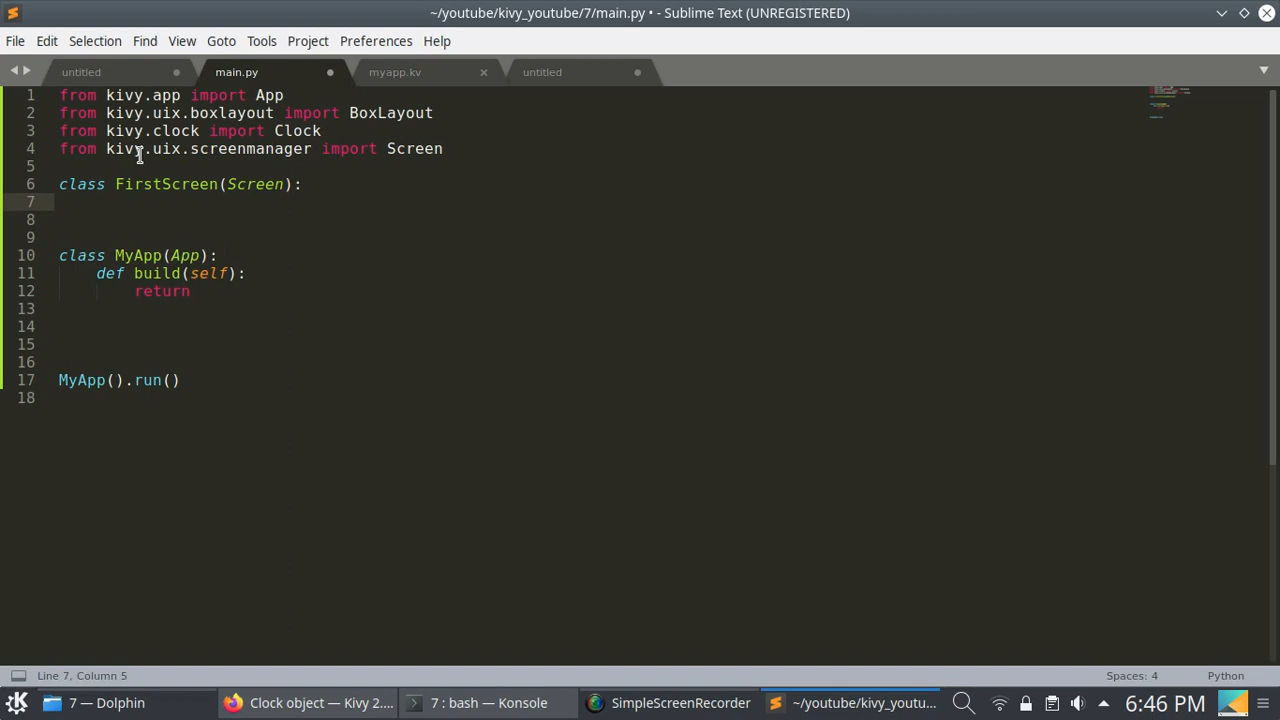 ~/youtube/kivy_youtube/7/main.py • - Sublime Text (UNREGISTERED)
File Edit Selection Find View Goto Tools Project Preferences Help
untitled main.py myapp.kv untitled
1 from kivy.app import App
2 from kivy.uix.boxlayout import BoxLayout
3 from kivy.clock import Clock
4 from kivy.uix.screenmanager import Screen
5
6 class FirstScreen(Screen):
7
8
9
10 class MyApp(App):
11 def build(self):
12 return
13
14
15
16
17 MyApp().run()
18
Line 7, Column 5 Spaces: 4 Python
7 — Dolphin Clock object — Kivy 2.... 7 : bash — Konsole SimpleScreenRecorder ~/youtube/kivy_youtu... 6:46 PM